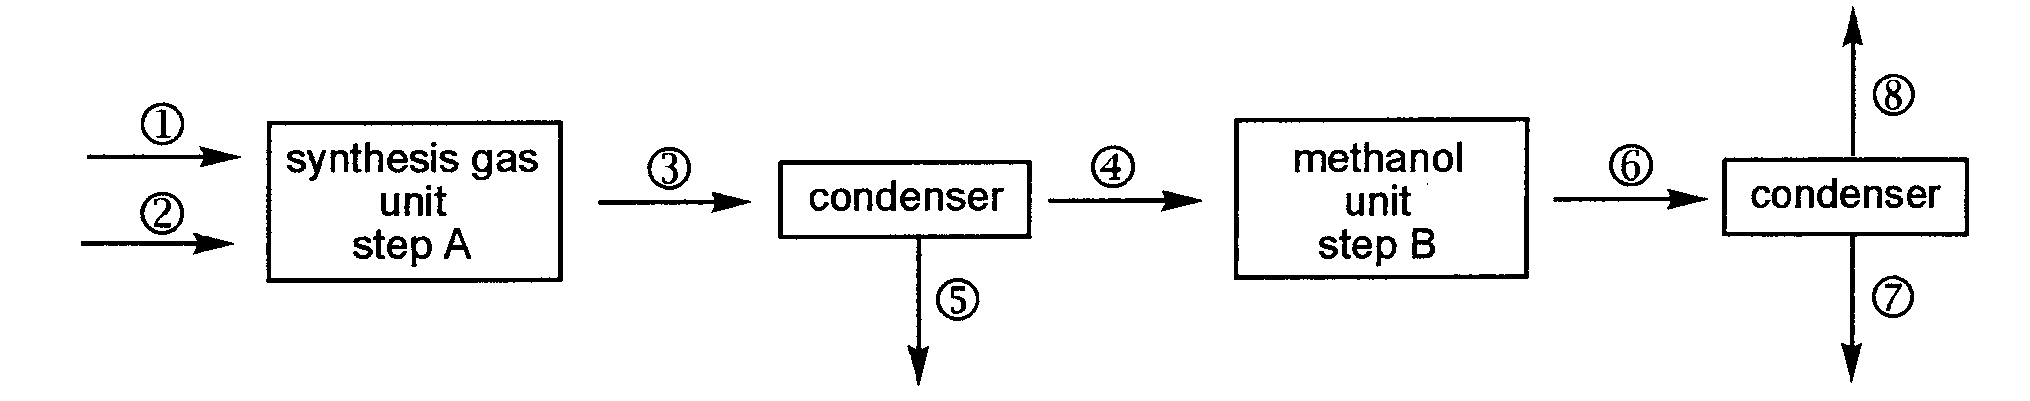 ①
②
synthesis gas
unit
step A
③
condenser
⑤
④
methanol
unit
step B
⑥
condenser
⑧
⑦